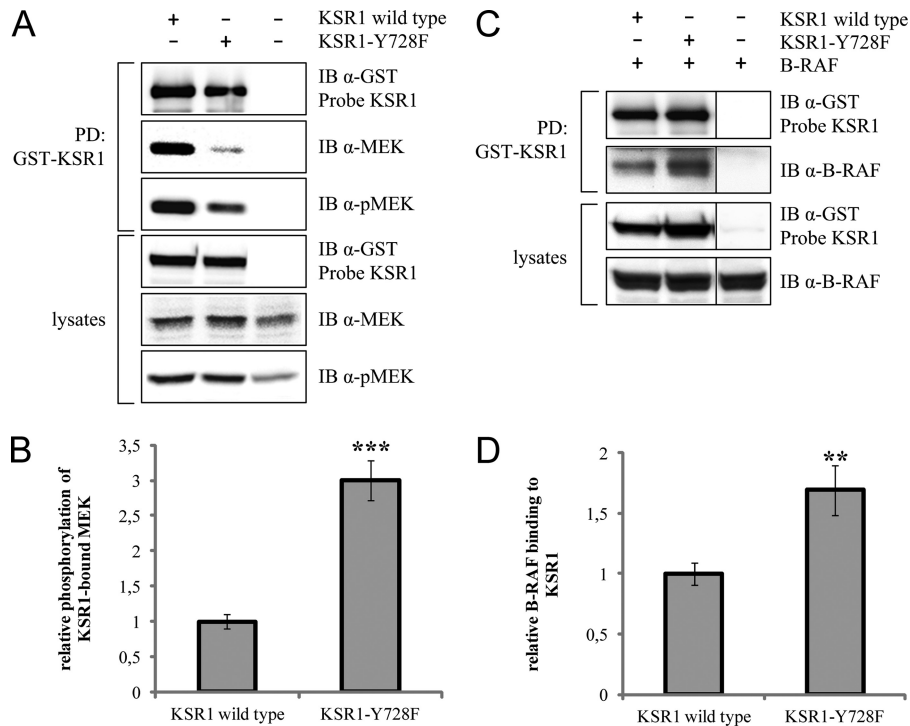 A
+ – – KSR1 wild type
– + – KSR1-Y728F
PD:
GST-KSR1
IB α-GST
Probe KSR1
IB α-MEK
IB α-pMEK
lysates
IB α-GST
Probe KSR1
IB α-MEK
IB α-pMEK
C
+ – – KSR1 wild type
– + – KSR1-Y728F
+ + + B-RAF
PD:
GST-KSR1
IB α-GST
Probe KSR1
IB α-B-RAF
lysates
IB α-GST
Probe KSR1
IB α-B-RAF
B
relative phosphorylation of
KSR1-bound MEK
3,5
3
2,5
2
1,5
1
0,5
0
***
KSR1 wild type
KSR1-Y728F
D
relative B-RAF binding to
KSR1
2
1,5
1
0,5
0
**
KSR1 wild type
KSR1-Y728F